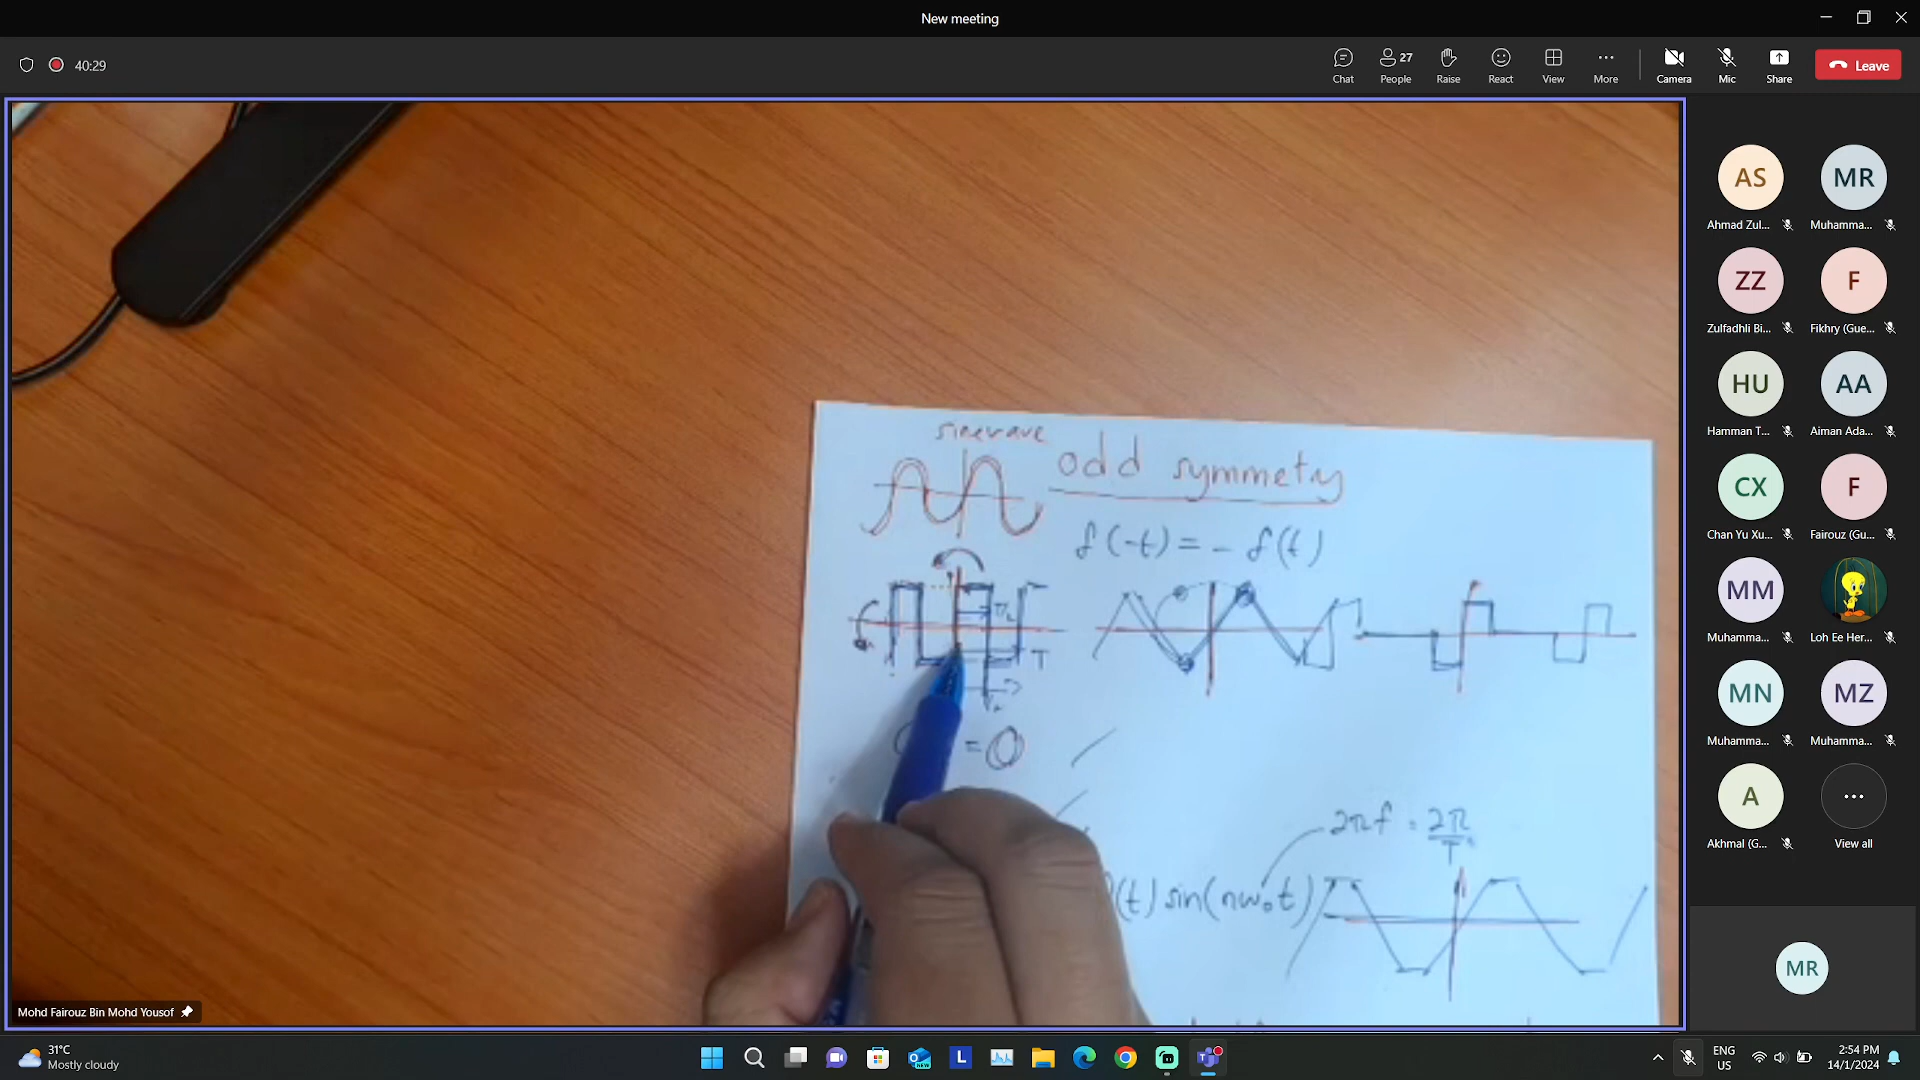 New meeting
40:29
Chat
27
People
Raise
React
View
More
Camera
Mic
Share
Leave
AS
Ahmad Zul...
MR
Muhamma...
ZZ
Zulfadhli Bi...
F
Fikhry (Gue...
HU
Hamman T...
AA
Aiman Ada...
CX
Chan Yu Xu...
F
Fairouz (Gu...
MM
Muhamma...
Loh Ee Her...
MN
Muhamma...
MZ
Muhamma...
A
Akhmal (G...
View all
MR
sinewave
odd symmety
f(-t) = - f(t)
T
= 0
2πf = 2π/T
(t) sin(nω₀t)
Mohd Fairouz Bin Mohd Yousof
31°C
Mostly cloudy
NEW
L
ENG
US
2:54 PM
14/1/2024